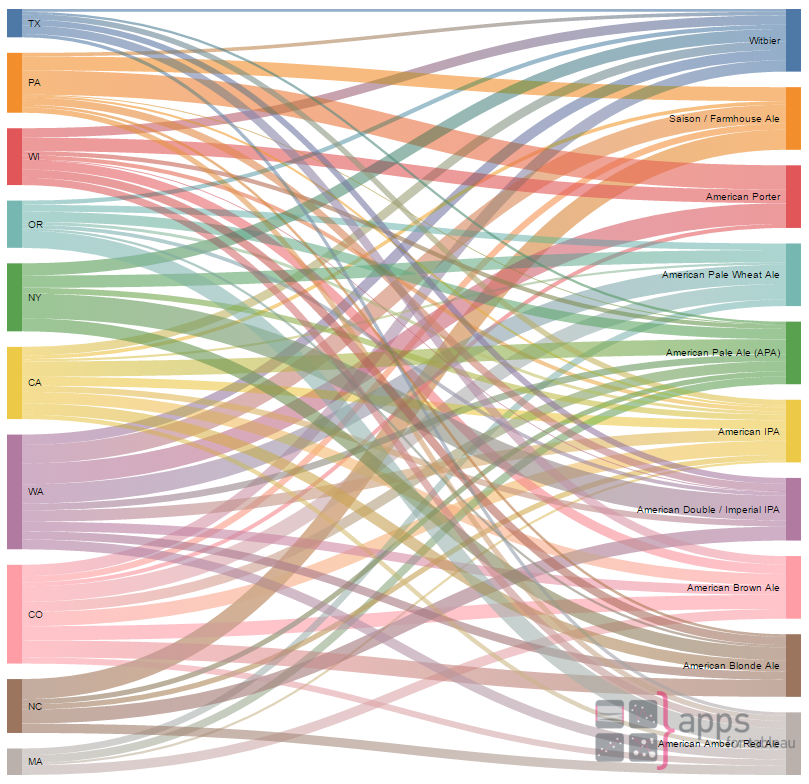 TX
Witbier
PA
Saison / Farmhouse Ale
WI
American Porter
OR
American Pale Wheat Ale
NY
American Pale Ale (APA)
CA
American IPA
WA
American Double / Imperial IPA
CO
American Brown Ale
American Blonde Ale
NC
apps
for tableau
American Amber / Red Ale
MA